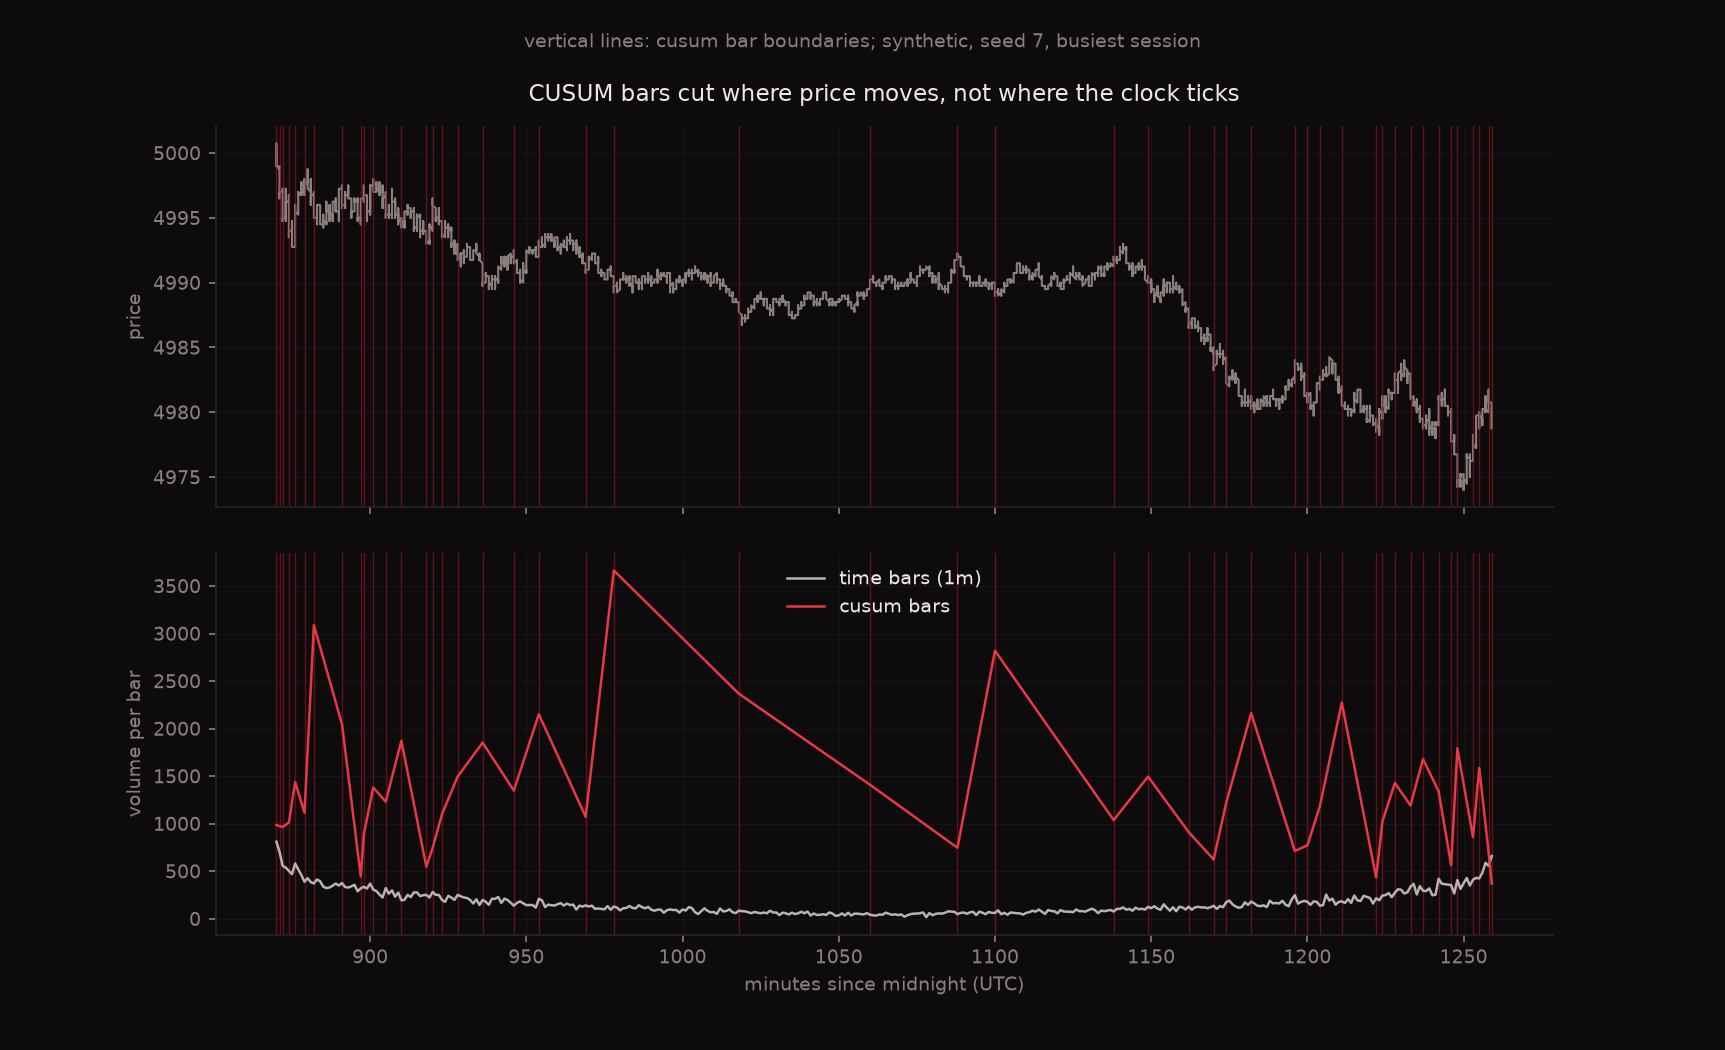 vertical lines: cusum bar boundaries; synthetic, seed 7, busiest session
CUSUM bars cut where price moves, not where the clock ticks
5000
4995
4990
4985
4980
4975
price
time bars (1m)
cusum bars
3500
3000
2500
2000
1500
1000
500
0
volume per bar
900 950 1000 1050 1100 1150 1200 1250
minutes since midnight (UTC)